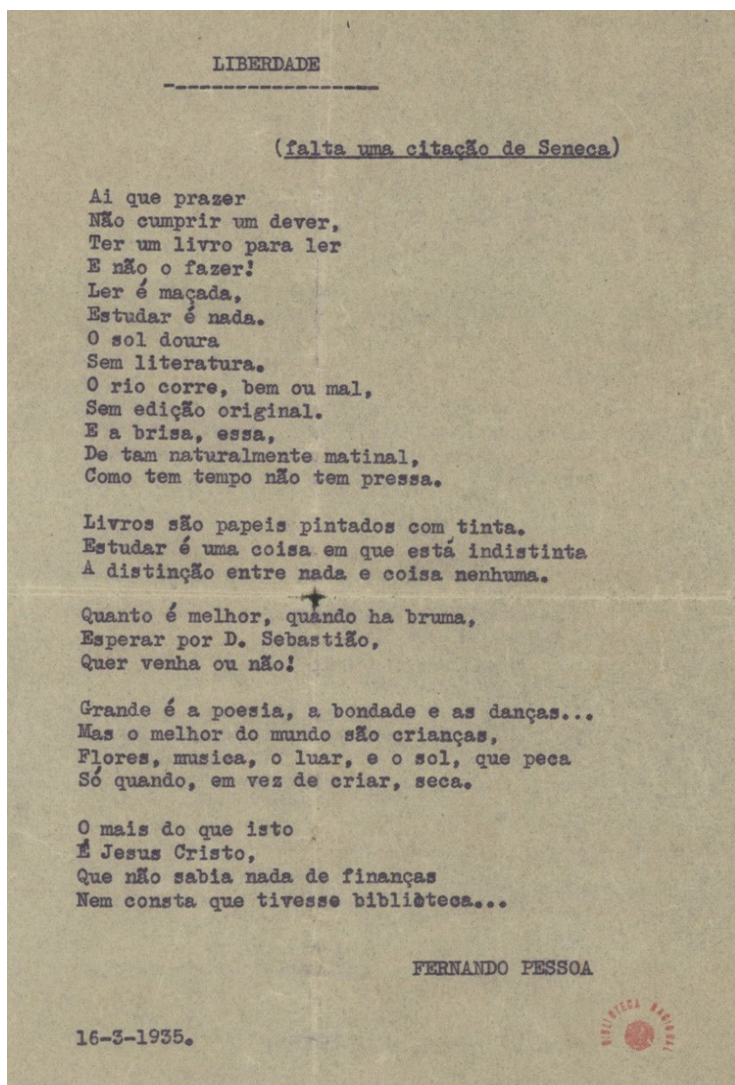 LIBERDADE
(falta uma citação de Seneca)
Ai que prazer
Não cumprir um dever,
Ter um livro para ler
E não o fazer!
Ler é maçada,
Estudar é nada.
O sol doura
Sem literatura.
O rio corre, bem ou mal,
Sem edição original.
E a brisa, essa,
De tam naturalmente matinal,
Como tem tempo não tem pressa.
Livros são papeis pintados com tinta.
Estudar é uma coisa em que está indistinta
A distinção entre nada e coisa nenhuma.
Quanto é melhor, quando ha bruma,
Esperar por D. Sebastião,
Quer venha ou não!
Grande é a poesia, a bondade e as danças...
Mas o melhor do mundo são crianças,
Flores, musica, o luar, e o sol, que peca
Só quando, em vez de criar, seca.
O mais do que isto
É Jesus Cristo,
Que não sabia nada de finanças
Nem consta que tivesse biblioteca...
FERNANDO PESSOA
BIBLIOTECA NACIONAL
16-3-1935.